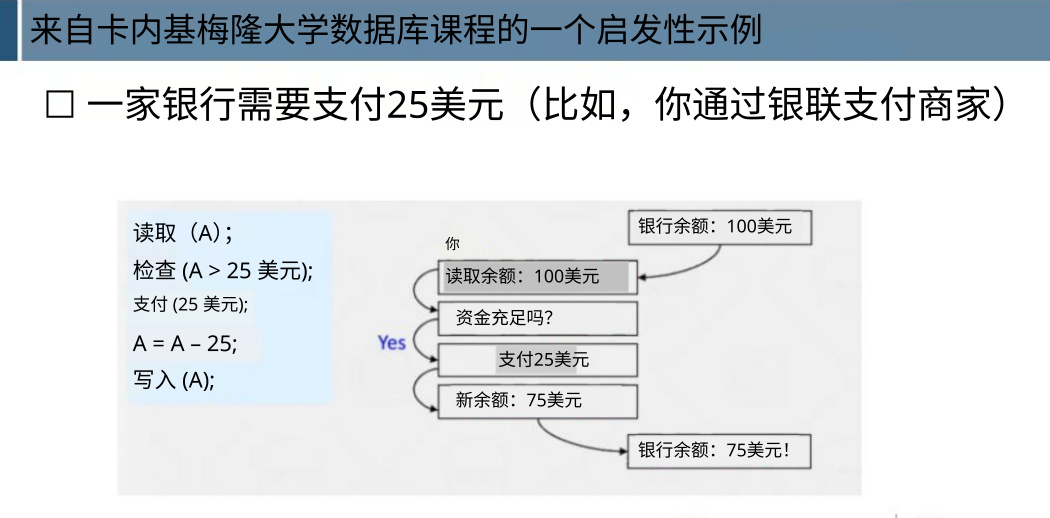 来自卡内基梅隆大学数据库课程的一个启发性示例
□ 一家银行需要支付25美元（比如，你通过银联支付商家）
读取（A）；
检查 (A > 25 美元);
支付 (25 美元);
A = A – 25;
写入 (A);
你
银行余额：100美元
读取余额：100美元
资金充足吗？
Yes
支付25美元
新余额：75美元
银行余额：75美元！